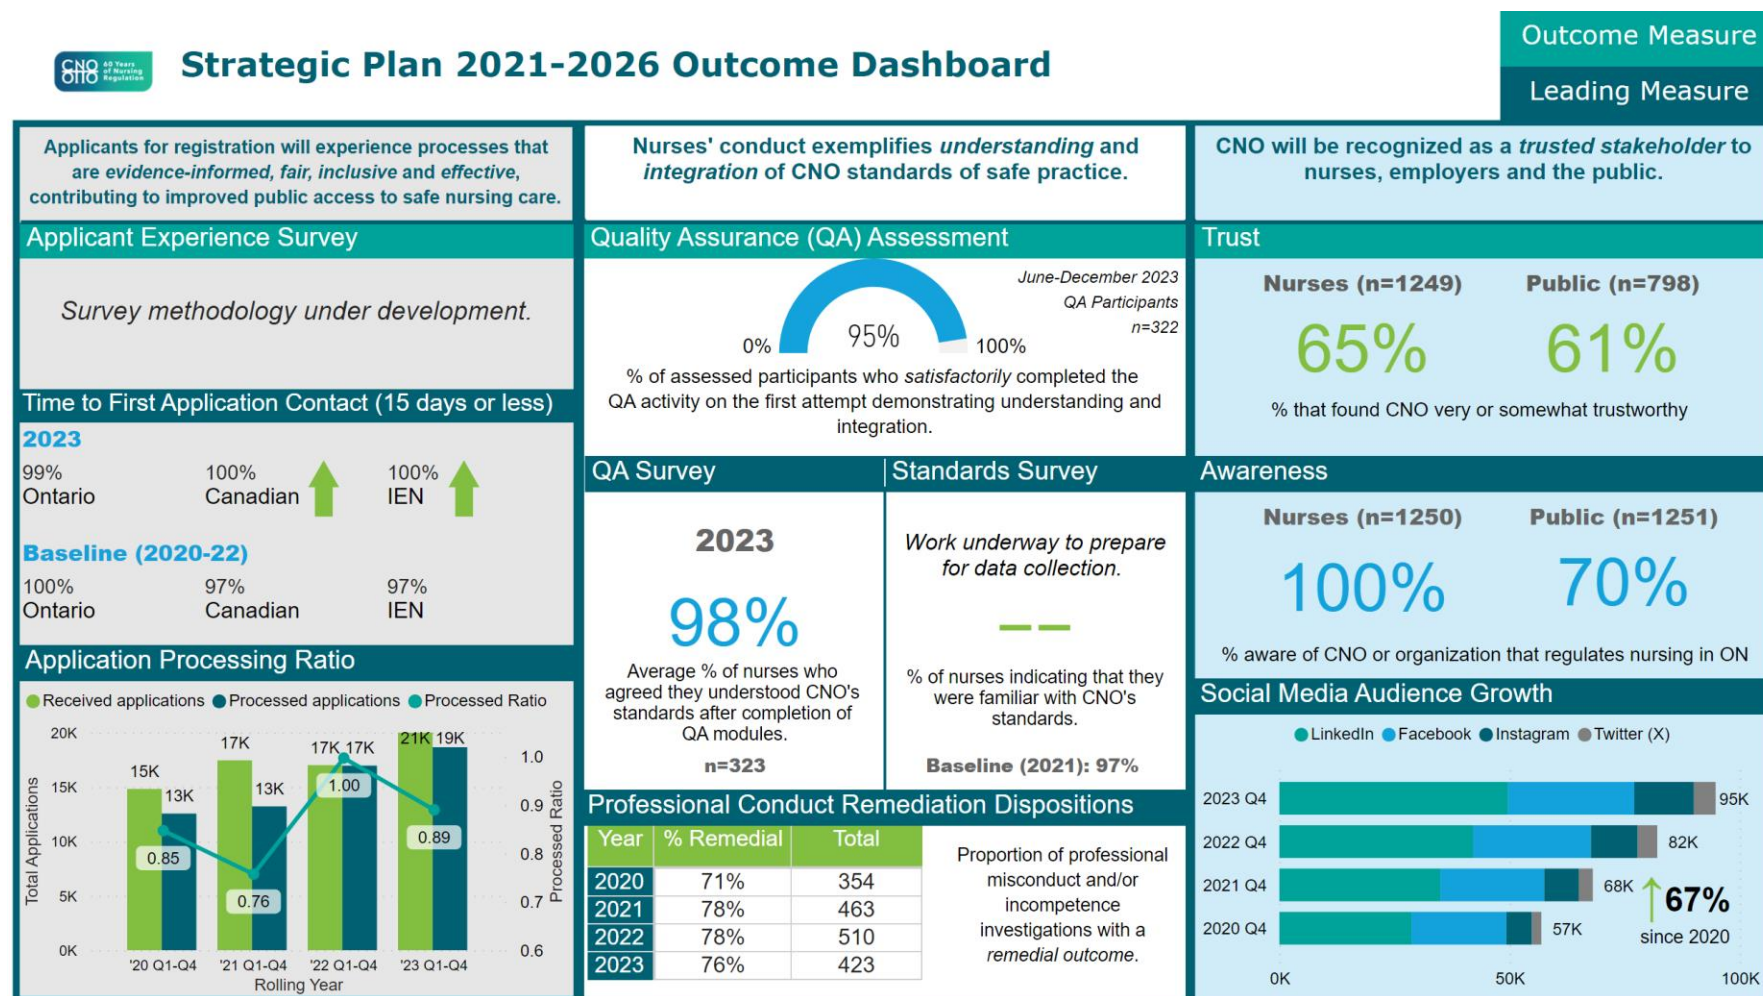 CNO
OIIO
60 Years
of Nursing
Regulation
Strategic Plan 2021-2026 Outcome Dashboard
Outcome Measure
Leading Measure
Applicants for registration will experience processes that
are evidence-informed, fair, inclusive and effective,
contributing to improved public access to safe nursing care.
Applicant Experience Survey
Survey methodology under development.
Time to First Application Contact (15 days or less)
2023
99% 100% 100%
Ontario Canadian IEN
Baseline (2020-22)
100% 97% 97%
Ontario Canadian IEN
Application Processing Ratio
Received applications Processed applications Processed Ratio
Total Applications
20K
15K
10K
5K
0K
15K 13K
17K 13K
17K 17K
21K 19K
0.85
0.76
1.00
0.89
1.0
0.9
0.8
0.7
0.6
Processed Ratio
'20 Q1-Q4 '21 Q1-Q4 '22 Q1-Q4 '23 Q1-Q4
Rolling Year
Nurses' conduct exemplifies understanding and
integration of CNO standards of safe practice.
Quality Assurance (QA) Assessment
June-December 2023
QA Participants
n=322
0% 95% 100%
% of assessed participants who satisfactorily completed the
QA activity on the first attempt demonstrating understanding and
integration.
QA Survey
2023
98%
Average % of nurses who
agreed they understood CNO's
standards after completion of
QA modules.
n=323
Standards Survey
Work underway to prepare
for data collection.
––
% of nurses indicating that they
were familiar with CNO's
standards.
Baseline (2021): 97%
Professional Conduct Remediation Dispositions
Year % Remedial Total
2020 71% 354
2021 78% 463
2022 78% 510
2023 76% 423
Proportion of professional
misconduct and/or
incompetence
investigations with a
remedial outcome.
CNO will be recognized as a trusted stakeholder to
nurses, employers and the public.
Trust
Nurses (n=1249) Public (n=798)
65% 61%
% that found CNO very or somewhat trustworthy
Awareness
Nurses (n=1250) Public (n=1251)
100% 70%
% aware of CNO or organization that regulates nursing in ON
Social Media Audience Growth
LinkedIn Facebook Instagram Twitter (X)
2023 Q4 95K
2022 Q4 82K
2021 Q4 68K
2020 Q4 57K
67%
since 2020
0K 50K 100K